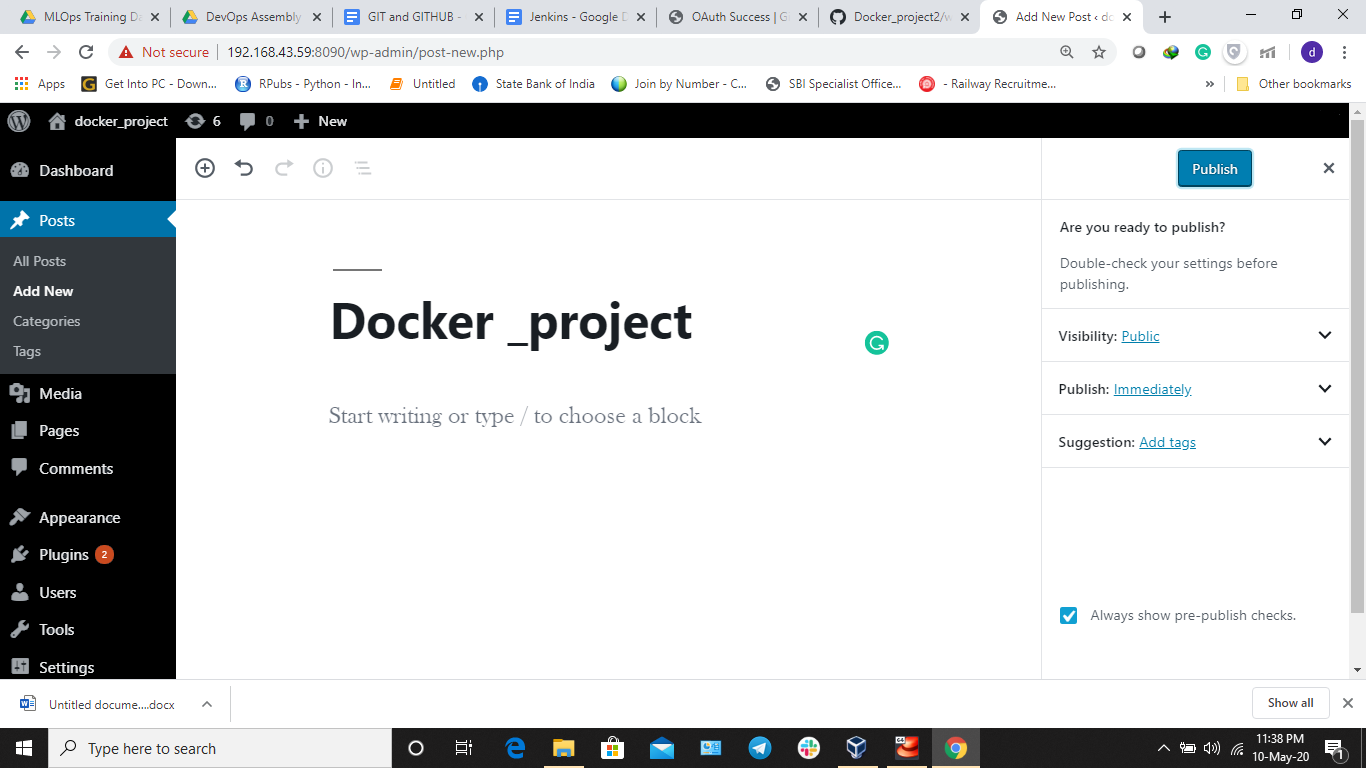 MLOps Training Da
DevOps Assembly
GIT and GITHUB -
Jenkins - Google D
OAuth Success | G
Docker_project2/w
Add New Post ‹ do
Not secure
192.168.43.59:8090/wp-admin/post-new.php
d
Apps
Get Into PC - Down...
RPubs - Python - In...
Untitled
State Bank of India
Join by Number - C...
SBI Specialist Office...
- Railway Recruitme...
»
Other bookmarks
docker_project
6
0
New
Dashboard
Posts
All Posts
Add New
Categories
Tags
Media
Pages
Comments
Appearance
Plugins 2
Users
Tools
Settings
Docker _project
Start writing or type / to choose a block
Publish
Are you ready to publish?
Double-check your settings before
publishing.
Visibility: Public
Publish: Immediately
Suggestion: Add tags
Always show pre-publish checks.
Untitled docume....docx
Show all
Type here to search
64
11:38 PM
10-May-20
1